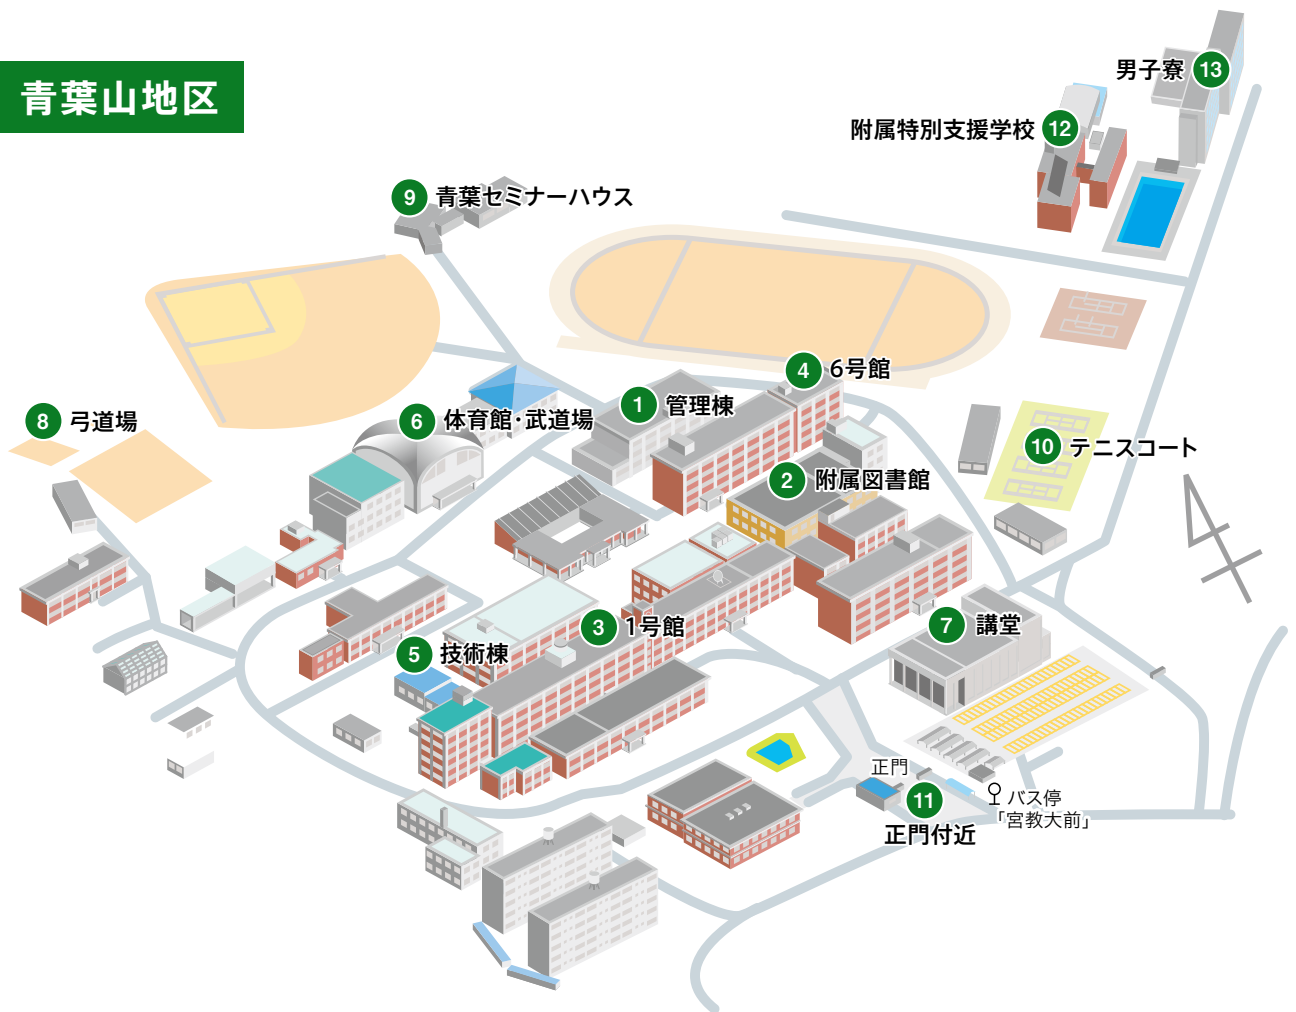 青葉山地区
男子寮 13
附属特別支援学校 12
9 青葉セミナーハウス
4 6号館
1 管理棟
8 弓道場
6 体育館・武道場
10 テニスコート
2 附属図書館
3 1号館
7 講堂
5 技術棟
正門
11
正門付近
バス停
「宮教大前」